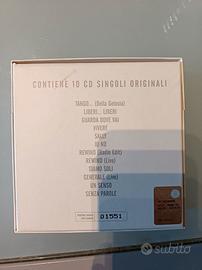 CONTIENE 10 CD SINGOLI ORIGINALI
TANGO... (Della Gelosia)
LIBERI... LIBERI
GUARDA DOVE VAI
VIVERE
SALLY
IO NO
REWIND (Radio Edit)
REWIND (Live)
SIAMO SOLI
GENERALE (Live)
UN SENSO
SENZA PAROLE
01551
subito